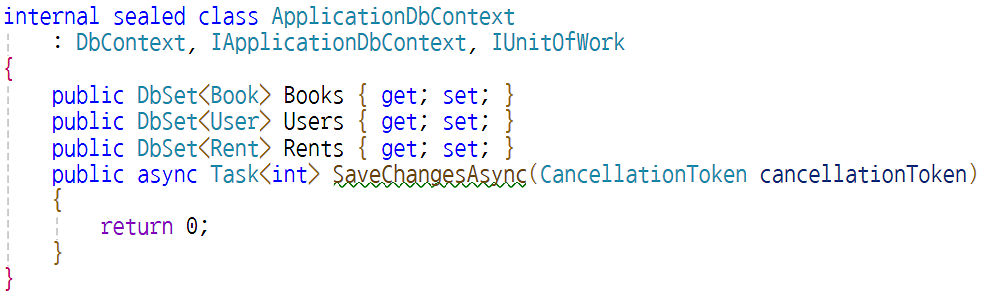 internal sealed class ApplicationDbContext
    : DbContext, IApplicationDbContext, IUnitOfWork
{
    public DbSet<Book> Books { get; set; }
    public DbSet<User> Users { get; set; }
    public DbSet<Rent> Rents { get; set; }
    public async Task<int> SaveChangesAsync(CancellationToken cancellationToken)
    {
        return 0;
    }
}